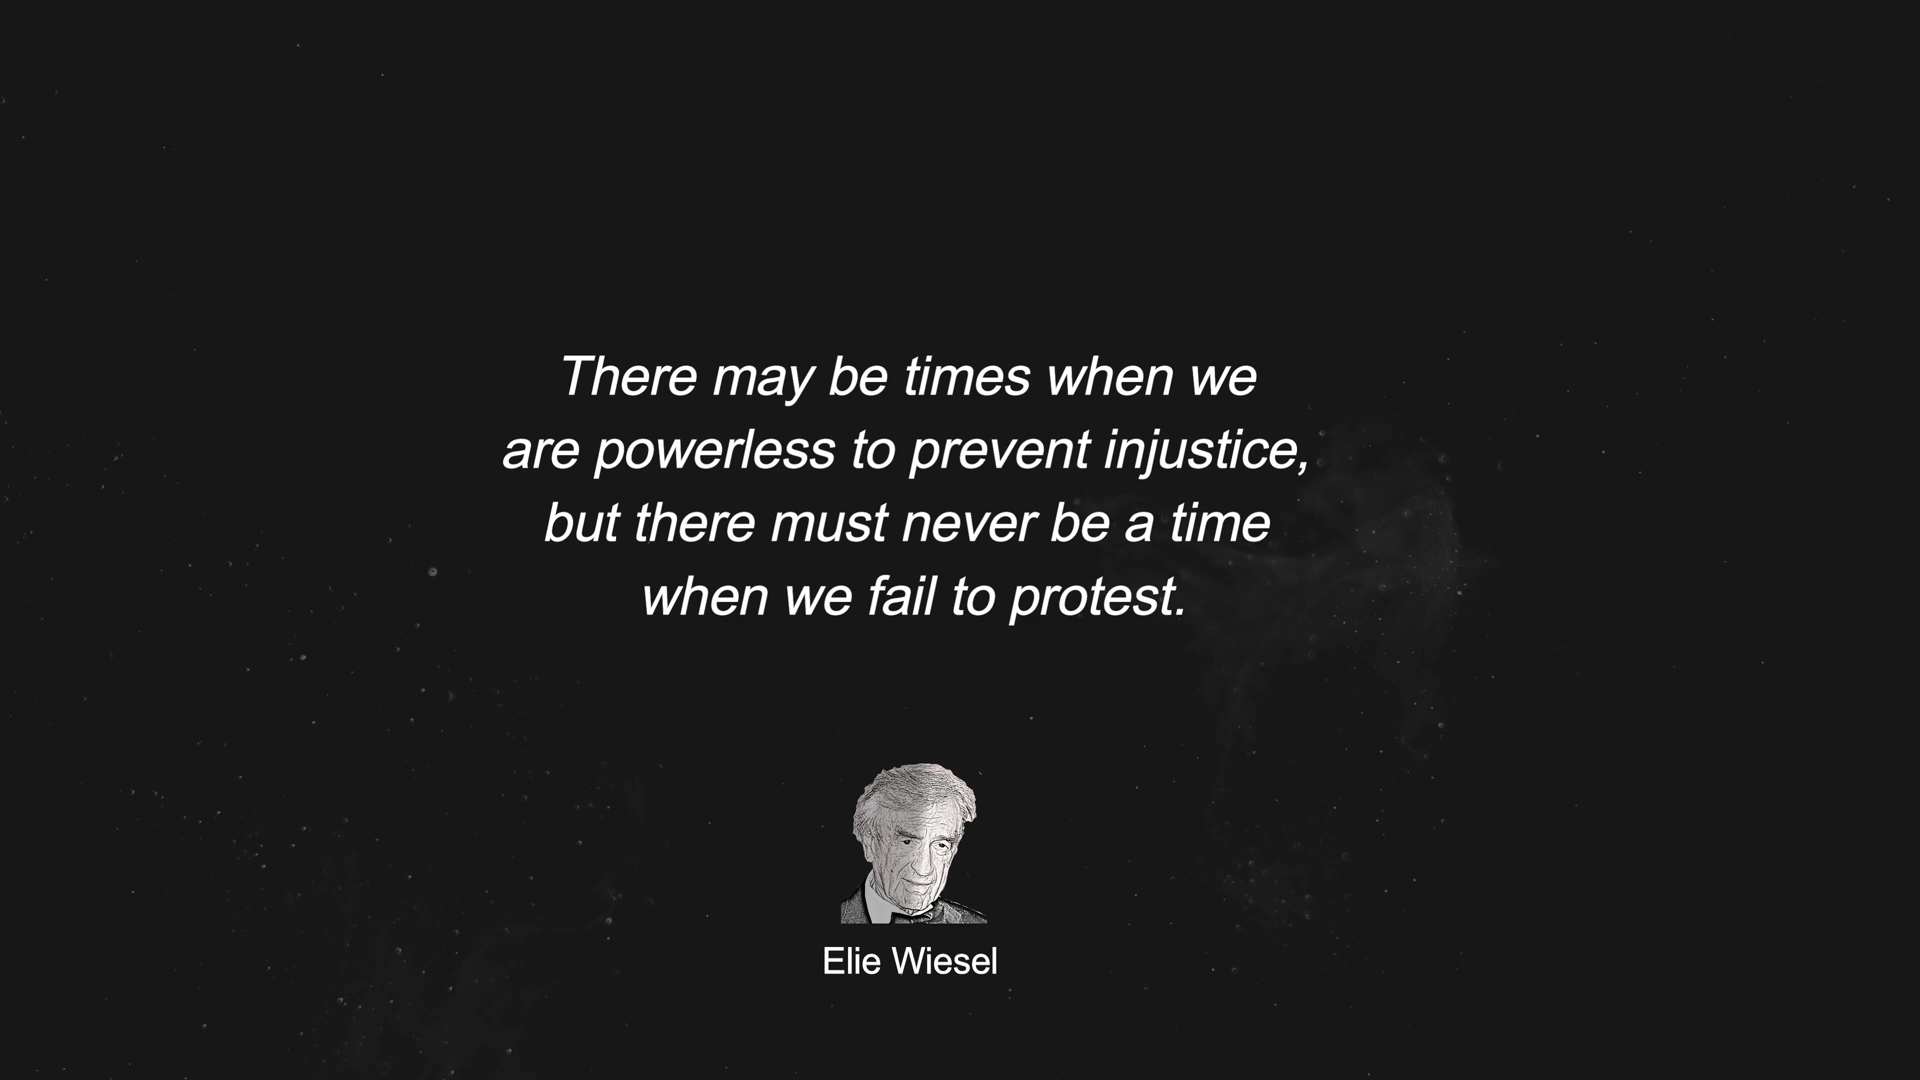 There may be times when we
are powerless to prevent injustice,
but there must never be a time
when we fail to protest.
Elie Wiesel